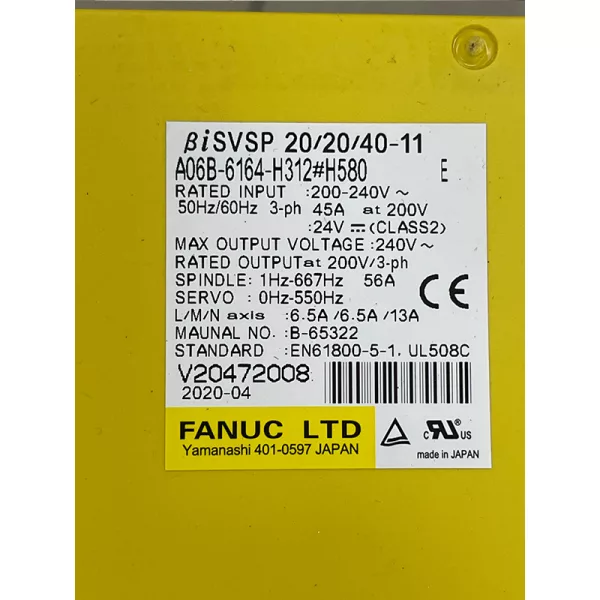 βiSVSP 20/20/40-11
A06B-6164-H312#H580 E
RATED INPUT :200-240V～
50Hz/60Hz 3-ph 45A at 200V
:24V ⎓(CLASS2)
MAX OUTPUT VOLTAGE:240V～
RATED OUTPUTat 200V/3-ph
SPINDLE: 1Hz-667Hz 56A
SERVO : 0Hz-550Hz
CE
L/M/N axis :6.5A /6.5A /13A
MAUNAL NO. :B-65322
STANDARD :EN61800-5-1. UL508C
V20472008
2020-04
FANUC LTD
Yamanashi 401-0597 JAPAN
c RU US
made in JAPAN